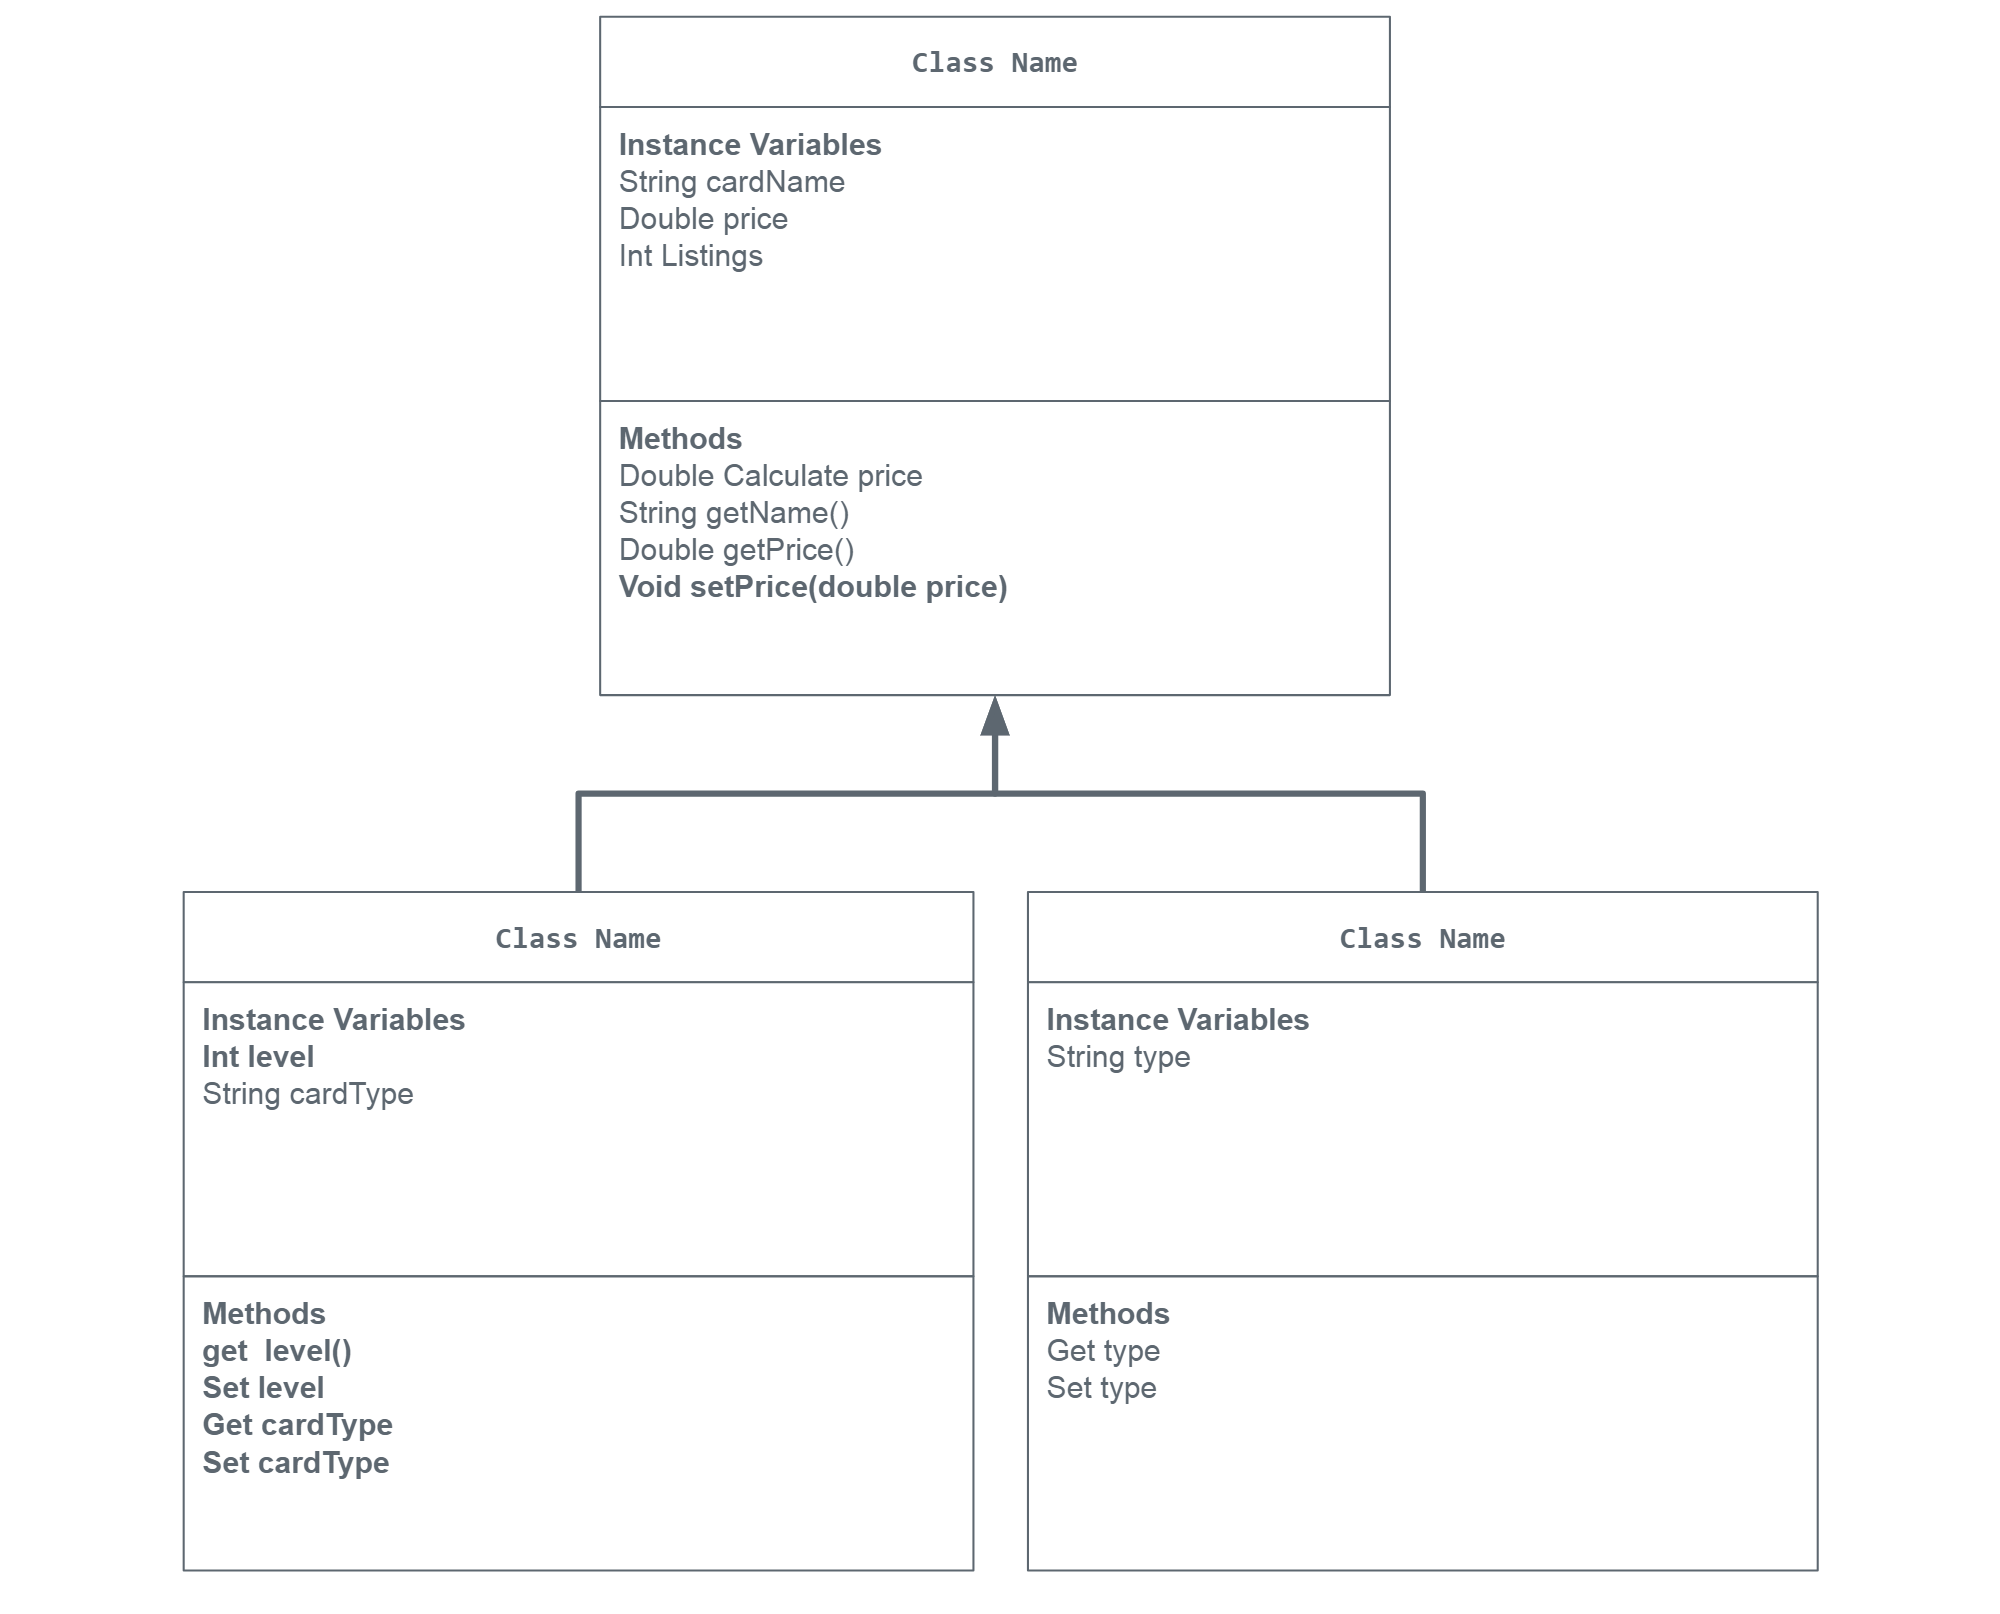 Class Name
Instance Variables
String cardName
Double price
Int Listings
Methods
Double Calculate price
String getName()
Double getPrice()
Void setPrice(double price)
Class Name
Instance Variables
Int level
String cardType
Methods
get  level()
Set level
Get cardType
Set cardType
Class Name
Instance Variables
String type
Methods
Get type
Set type